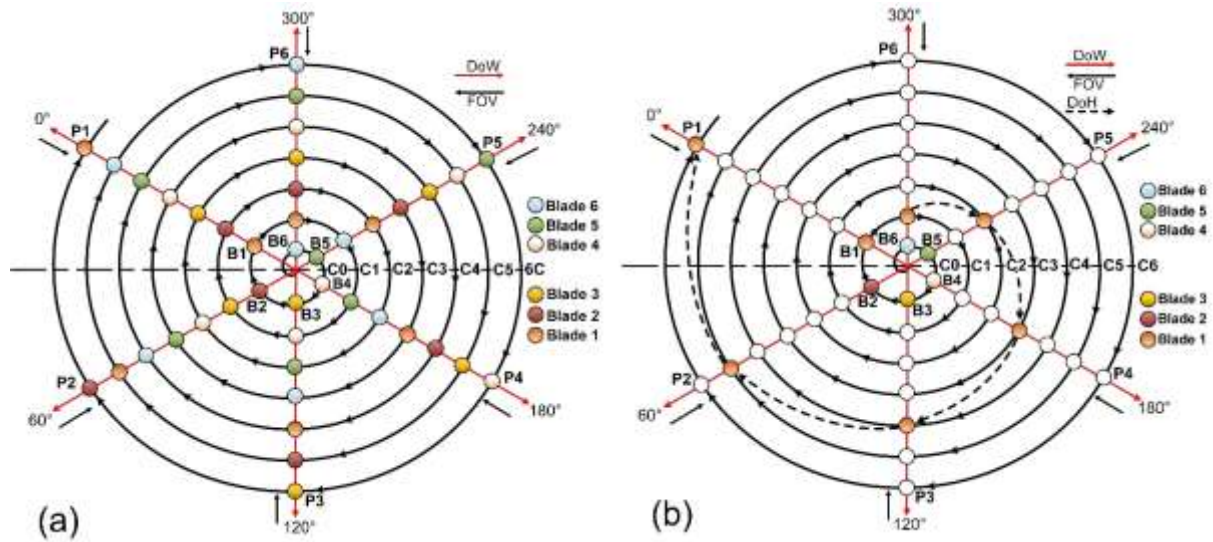 300°
P6
DoW
FOV
0°
P1
P5
240°
Blade 6
Blade 5
Blade 4
B6
B5
B1
C0
C1
C2
C3
C4
C5
6C
B4
B2
B3
Blade 3
Blade 2
Blade 1
P2
P4
60°
180°
P3
(a)
120°
300°
P6
DoW
FOV
DoH
0°
P1
P5
240°
Blade 6
Blade 5
Blade 4
B6
B5
B1
C0
C1
C2
C3
C4
C5
C6
B4
B2
B3
Blade 3
Blade 2
Blade 1
P2
P4
60°
180°
P3
(b)
120°